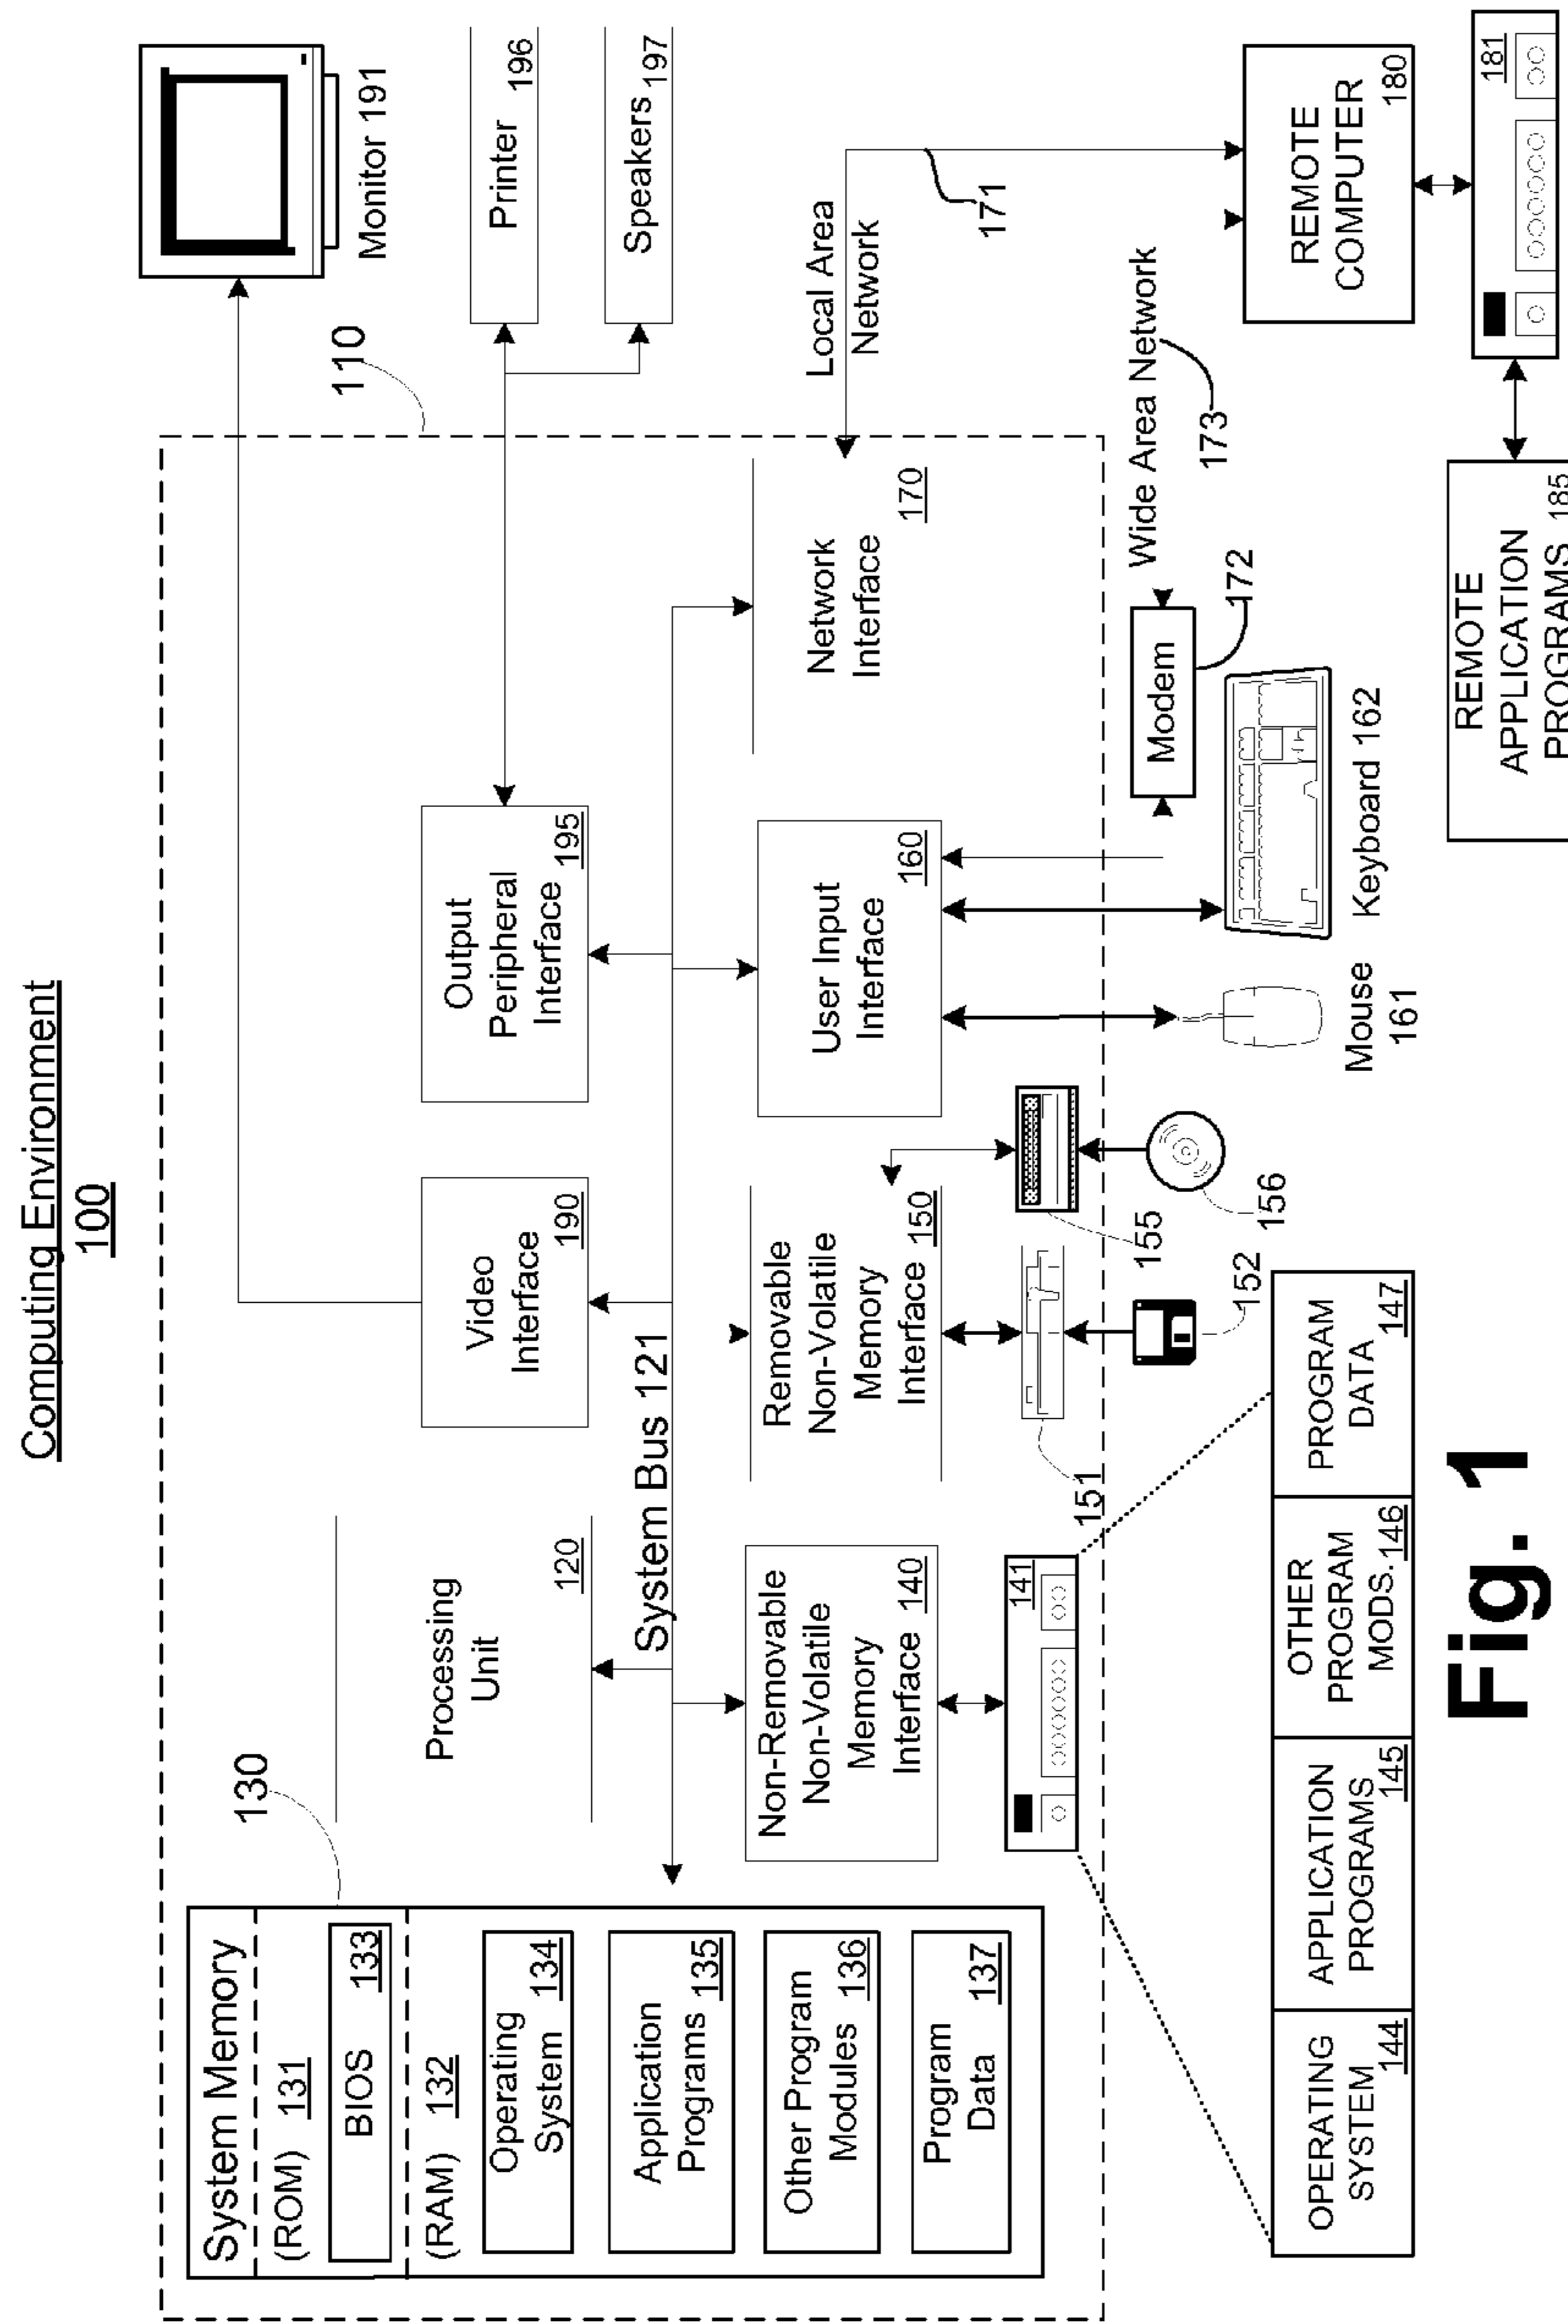 Computing Environment
100
System Memory
(ROM) 131
BIOS 133
(RAM) 132
Operating
System 134
Application
Programs 135
Other Program
Modules 136
Program
Data 137
130
Processing
Unit
120
System Bus 121
Video
Interface
190
Output
Peripheral
Interface 195
110
Monitor 191
Printer 196
Speakers 197
Non-Removable
Non-Volatile
Memory
Interface 140
Removable
Non-Volatile
Memory
Interface 150
User Input
Interface
160
Network
Interface
170
Local Area
Network
171
141
151
152
155
156
Mouse
161
Keyboard 162
Modem
172
Wide Area Network
173
REMOTE
COMPUTER
180
181
REMOTE
APPLICATION
PROGRAMS 185
OPERATING
SYSTEM 144
APPLICATION
PROGRAMS 145
OTHER
PROGRAM
MODS. 146
PROGRAM
DATA 147
Fig. 1